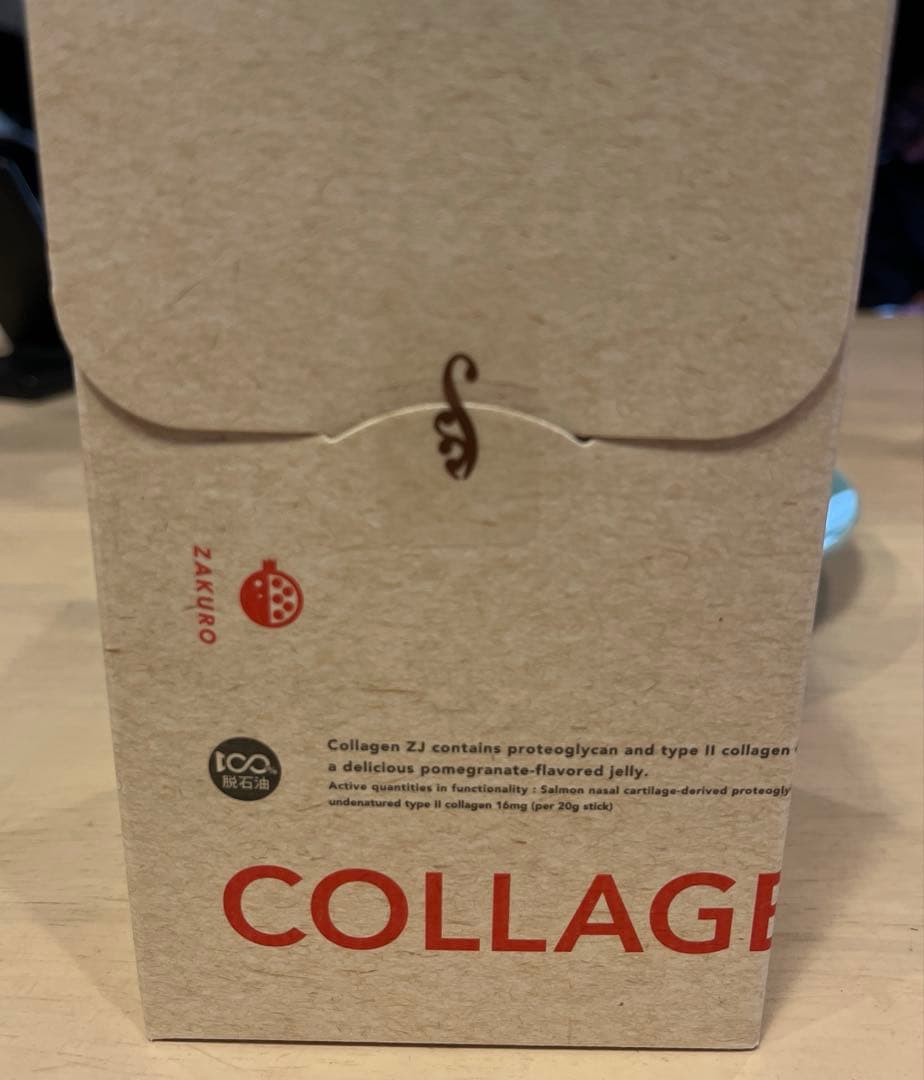 ZAKURO
100%
脱石油
Collagen ZJ contains proteoglycan and type II collagen
a delicious pomegranate-flavored jelly.
Active quantities in functionality : Salmon nasal cartilage-derived proteogly
undenatured type II collagen 16mg (per 20g stick)
COLLAGE